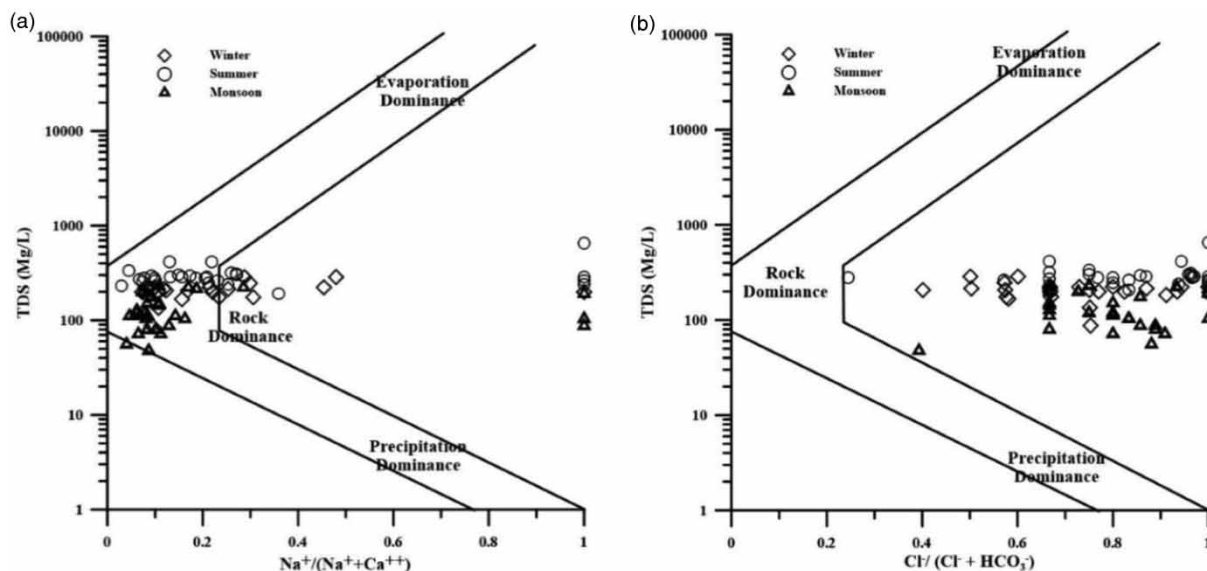 (a)
100000
10000
1000
100
10
1
TDS (Mg/L)
Winter
Summer
Monsoon
Evaporation
Dominance
Rock
Dominance
Precipitation
Dominance
0
0.2
0.4
0.6
0.8
1
Na⁺/(Na⁺+Ca⁺⁺)
(b)
100000
10000
1000
100
10
1
TDS (Mg/L)
Winter
Summer
Monsoon
Evaporation
Dominance
Rock
Dominance
Precipitation
Dominance
0
0.2
0.4
0.6
0.8
1
Cl⁻/ (Cl⁻ + HCO₃⁻)